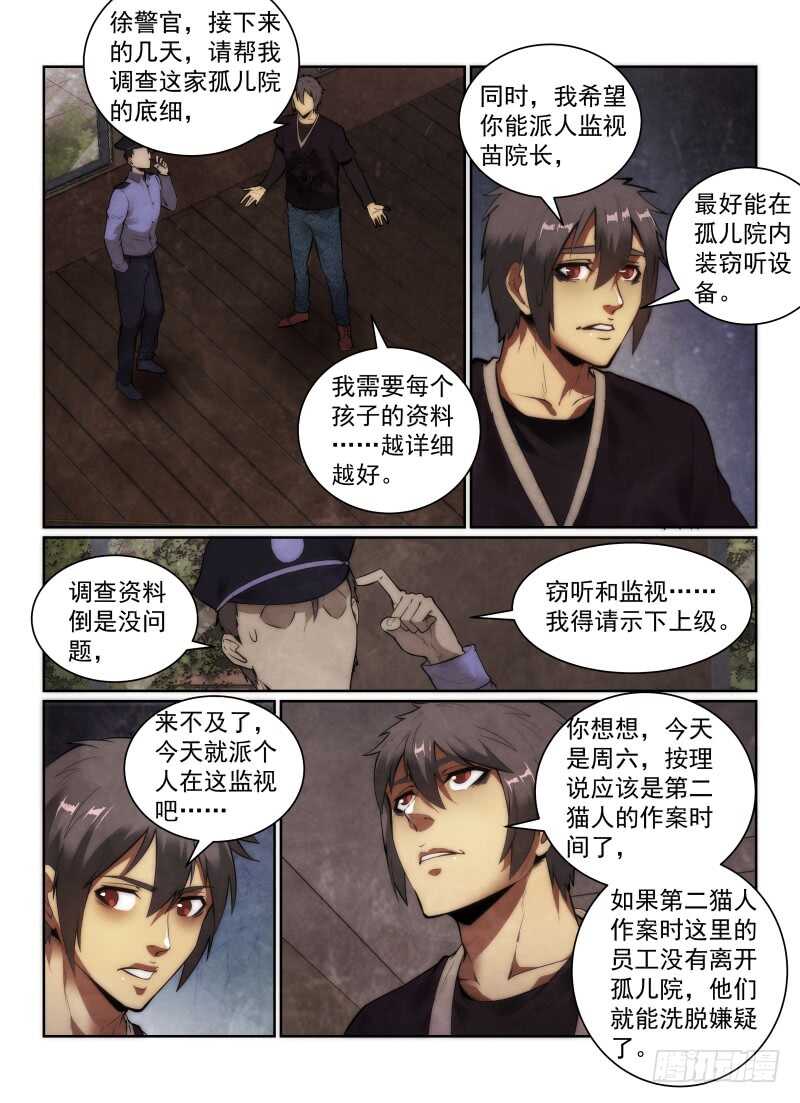 徐警官，接下来
的几天，请帮我
调查这家孤儿院
的底细，
我需要每个
孩子的资料
……越详细
越好。
同时，我希望
你能派人监视
苗院长，
最好能在
孤儿院内
装窃听设
备。
调查资料
倒是没问
题，
窃听和监视……
我得请示下上级。
来不及了，
今天就派个
人在这监视
吧……
你想想，今天
是周六，按理
说应该是第二
猫人的作案时
间了，
如果第二猫人
作案时这里的
员工没有离开
孤儿院，他们
就能洗脱嫌疑
了。
腾讯动漫